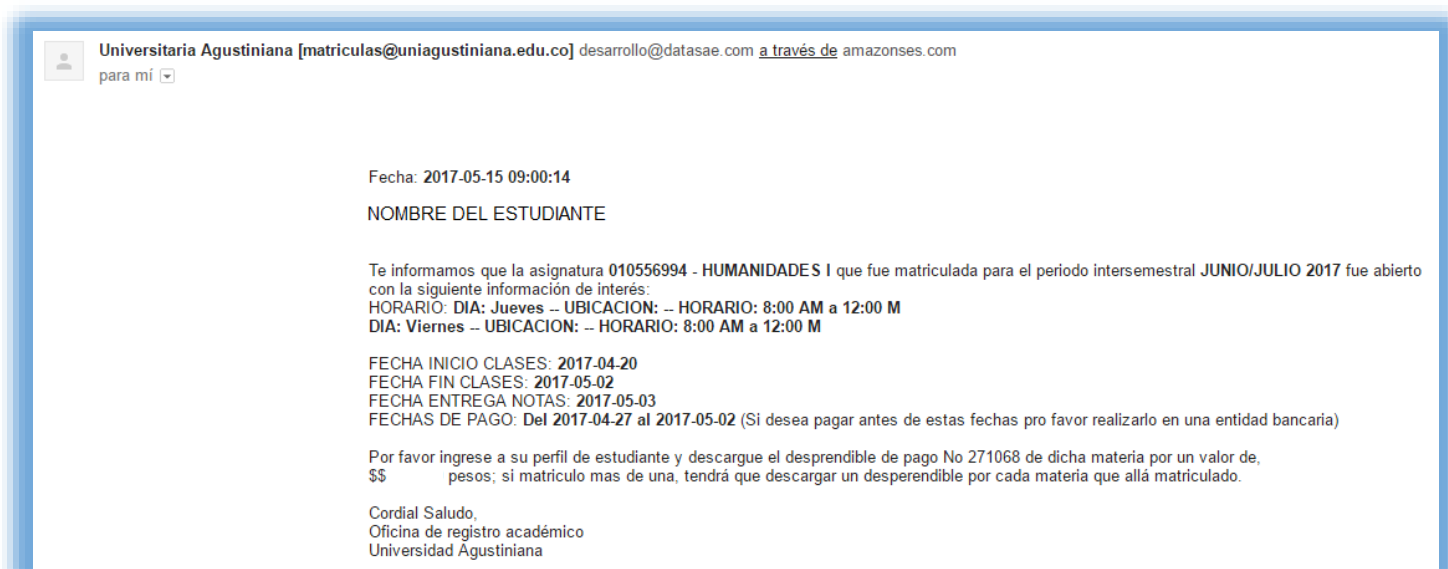 Universitaria Agustiniana [matriculas@uniagustiniana.edu.co] desarrollo@datasae.com a través de amazonses.com
para mí
Fecha: 2017-05-15 09:00:14
NOMBRE DEL ESTUDIANTE
Te informamos que la asignatura 010556994 - HUMANIDADES I que fue matriculada para el periodo intersemestral JUNIO/JULIO 2017 fue abierto
con la siguiente información de interés:
HORARIO: DIA: Jueves -- UBICACION: -- HORARIO: 8:00 AM a 12:00 M
DIA: Viernes -- UBICACION: -- HORARIO: 8:00 AM a 12:00 M
FECHA INICIO CLASES: 2017-04-20
FECHA FIN CLASES: 2017-05-02
FECHA ENTREGA NOTAS: 2017-05-03
FECHAS DE PAGO: Del 2017-04-27 al 2017-05-02 (Si desea pagar antes de estas fechas pro favor realizarlo en una entidad bancaria)
Por favor ingrese a su perfil de estudiante y descargue el desprendible de pago No 271068 de dicha materia por un valor de,
$$ pesos; si matriculo mas de una, tendrá que descargar un desperendible por cada materia que allá matriculado.
Cordial Saludo,
Oficina de registro académico
Universidad Agustiniana